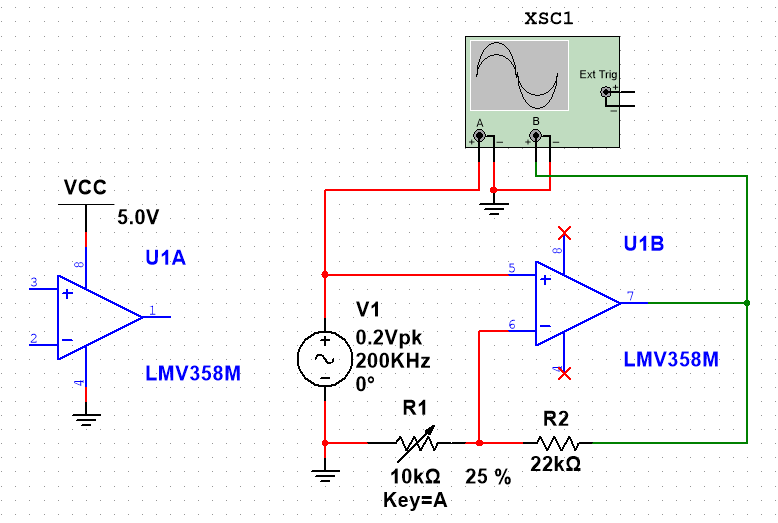 XSC1
Ext Trig
+
−
A
B
+ − + −
VCC
5.0V
8
U1A
3
+
1
2
−
4
LMV358M
8
U1B
5
+
7
6
−
4
LMV358M
V1
+
0.2Vpk
200KHz
−
0°
R1
10kΩ
25 %
Key=A
R2
22kΩ